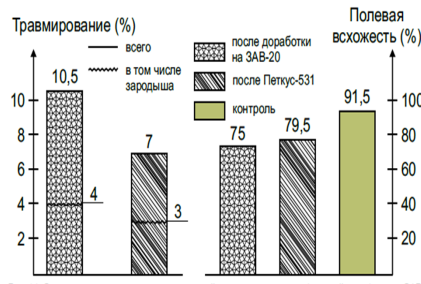 Травмирование (%)
Полевая
всхожесть (%)
всего
в том числе
зародыша
после доработки
на ЗАВ-20
после Петкус-531
контроль
10,5
4
7
3
75
79,5
91,5
10
8
6
4
2
100
80
60
40
20